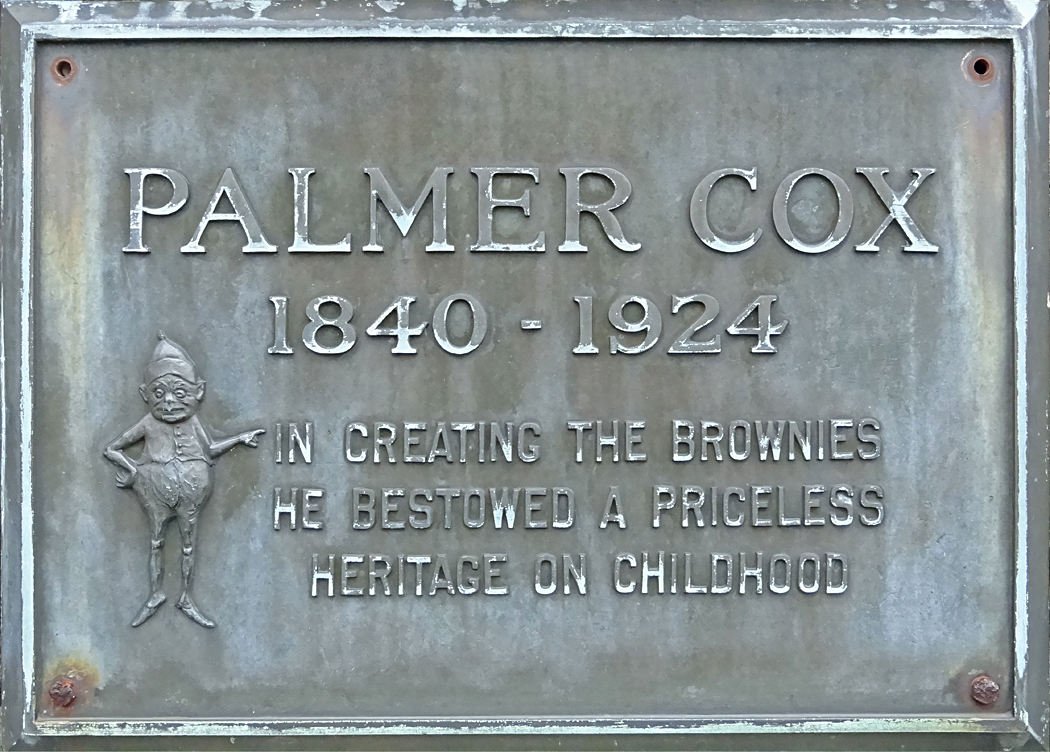 PALMER COX
1840 - 1924
IN CREATING THE BROWNIES
HE BESTOWED A PRICELESS
HERITAGE ON CHILDHOOD